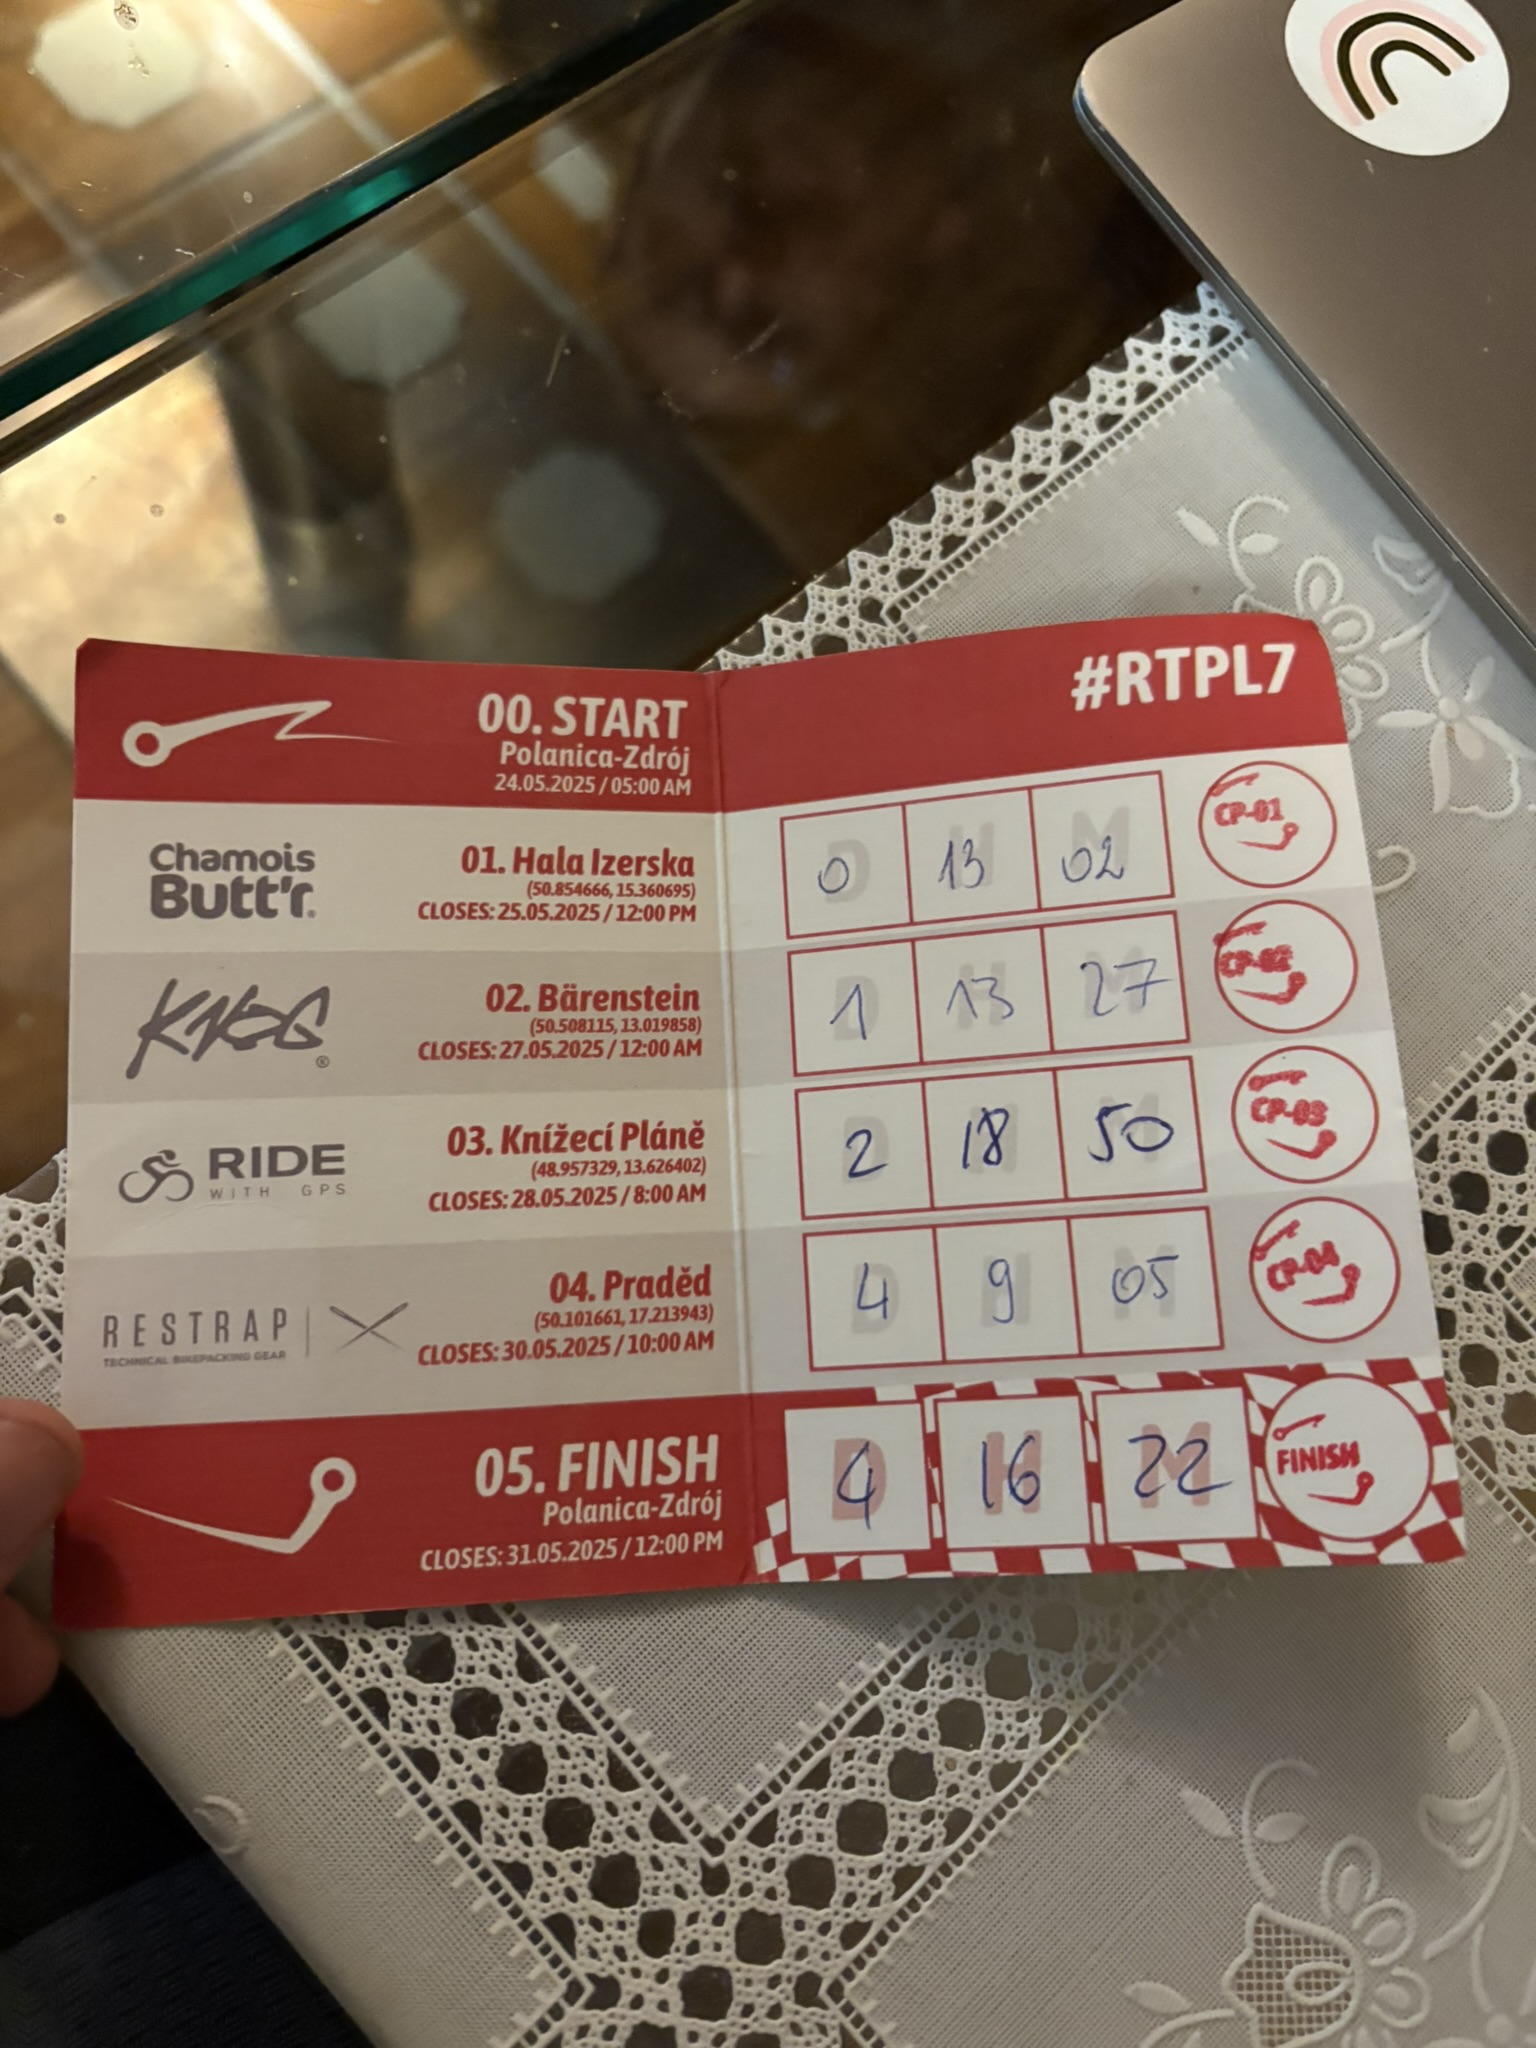 #RTPL7
00. START
Polanica-Zdrój
24.05.2025 / 05:00 AM
Chamois
Butt'r®
01. Hala Izerska
(50.854666, 15.360695)
CLOSES: 25.05.2025 / 12:00 PM
0 13 02
CP-01
®
02. Bärenstein
(50.508115, 13.019858)
CLOSES: 27.05.2025 / 12:00 AM
1 13 27
CP-02
RIDE
WITH GPS
03. Knížecí Pláně
(48.957329, 13.626402)
CLOSES: 28.05.2025 / 8:00 AM
2 18 50
CP-03
RESTRAP
TECHNICAL BIKEPACKING GEAR
04. Praděd
(50.101661, 17.213943)
CLOSES: 30.05.2025 / 10:00 AM
4 9 05
CP-04
05. FINISH
Polanica-Zdrój
CLOSES: 31.05.2025 / 12:00 PM
D H M
4 16 22
FINISH